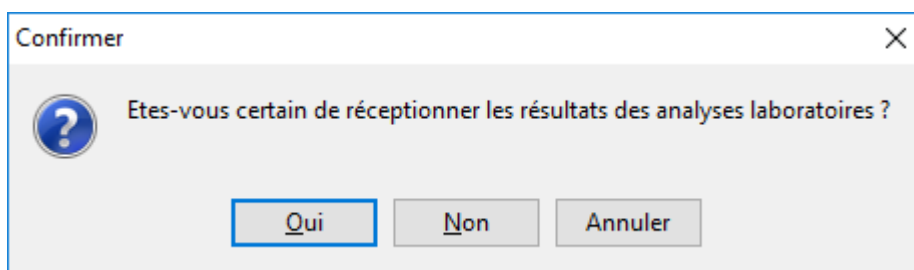 Confirmer
Etes-vous certain de réceptionner les résultats des analyses laboratoires ?
Oui
Non
Annuler